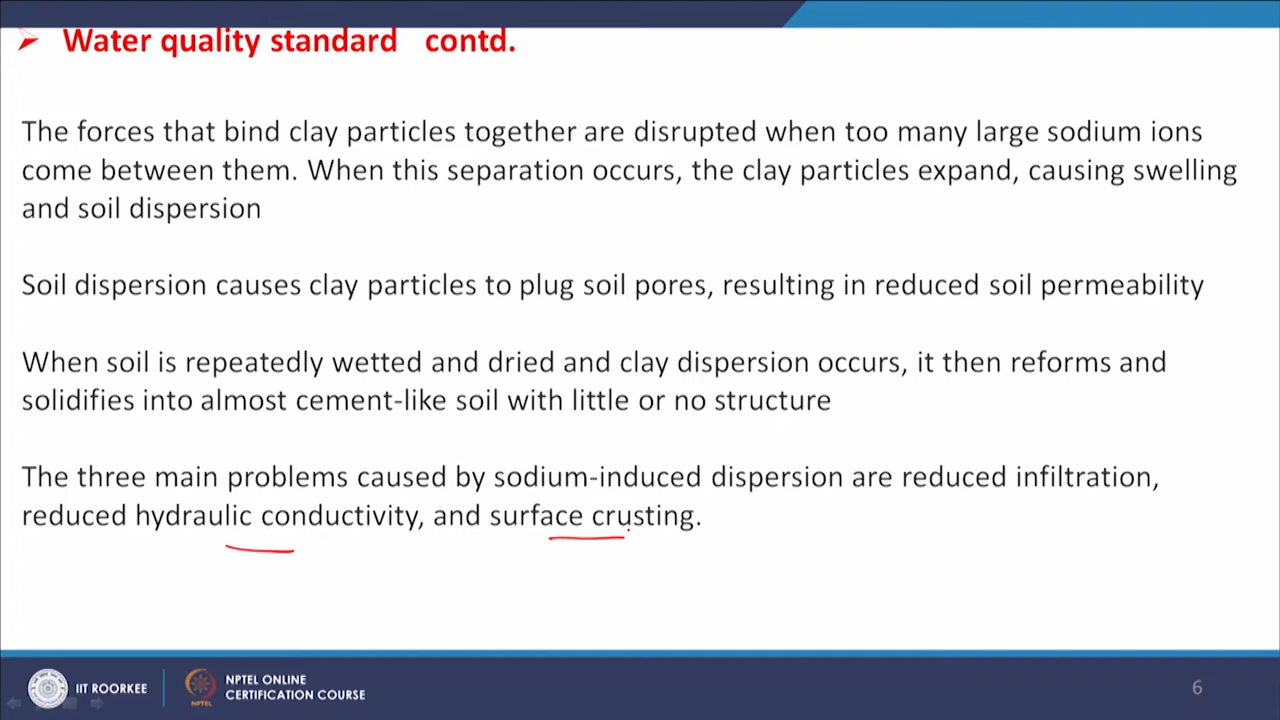 ➢ Water quality standard contd.
The forces that bind clay particles together are disrupted when too many large sodium ions
come between them. When this separation occurs, the clay particles expand, causing swelling
and soil dispersion
Soil dispersion causes clay particles to plug soil pores, resulting in reduced soil permeability
When soil is repeatedly wetted and dried and clay dispersion occurs, it then reforms and
solidifies into almost cement-like soil with little or no structure
The three main problems caused by sodium-induced dispersion are reduced infiltration,
reduced hydraulic conductivity, and surface crusting.
IIT ROORKEE
NPTEL
NPTEL ONLINE
CERTIFICATION COURSE
6